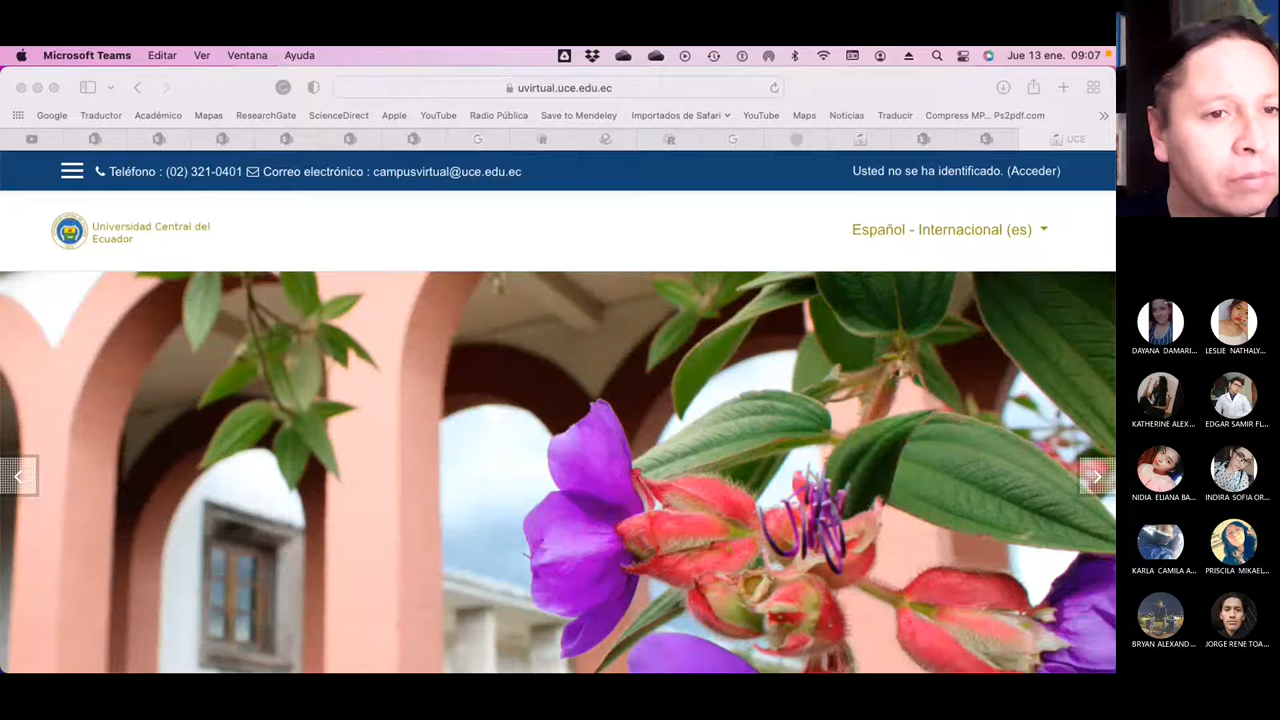 Microsoft Teams Editar Ver Ventana Ayuda Jue 13 ene. 09:07
uvirtual.uce.edu.ec
Google Traductor Académico Mapas ResearchGate ScienceDirect Apple YouTube Radio Pública Save to Mendeley Importados de Safari YouTube Maps Noticias Traducir Compress MP... Ps2pdf.com
UCE
Teléfono : (02) 321-0401 Correo electrónico : campusvirtual@uce.edu.ec Usted no se ha identificado. (Acceder)
Universidad Central del
Ecuador
Español - Internacional (es)
DAYANA DAMARI... LESLIE NATHALY...
KATHERINE ALEX... EDGAR SAMIR FL...
NIDIA ELIANA BA... INDIRA SOFIA OR...
KARLA CAMILA A... PRISCILA MIKAEL...
BRYAN ALEXAND... JORGE RENE TOA...